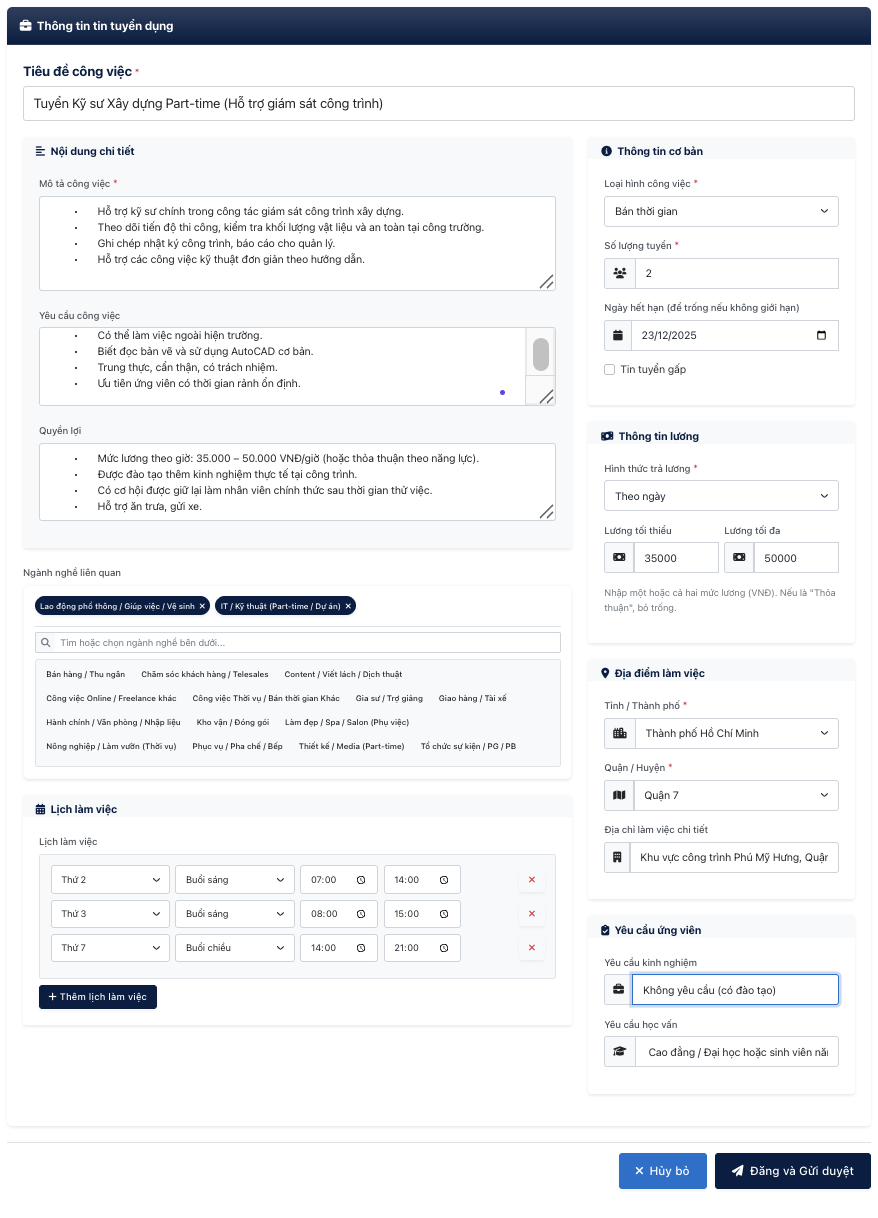 Thông tin tin tuyển dụng
Tiêu đề công việc *
Tuyển Kỹ sư Xây dựng Part-time (Hỗ trợ giám sát công trình)
Nội dung chi tiết
Mô tả công việc *
• Hỗ trợ kỹ sư chính trong công tác giám sát công trình xây dựng.
• Theo dõi tiến độ thi công, kiểm tra khối lượng vật liệu và an toàn tại công trường.
• Ghi chép nhật ký công trình, báo cáo cho quản lý.
• Hỗ trợ các công việc kỹ thuật đơn giản theo hướng dẫn.
Yêu cầu công việc
• Có thể làm việc ngoài hiện trường.
• Biết đọc bản vẽ và sử dụng AutoCAD cơ bản.
• Trung thực, cẩn thận, có trách nhiệm.
• Ưu tiên ứng viên có thời gian rảnh ổn định.
Quyền lợi
• Mức lương theo giờ: 35.000 – 50.000 VNĐ/giờ (hoặc thỏa thuận theo năng lực).
• Được đào tạo thêm kinh nghiệm thực tế tại công trình.
• Có cơ hội được giữ lại làm nhân viên chính thức sau thời gian thử việc.
• Hỗ trợ ăn trưa, gửi xe.
Ngành nghề liên quan
Lao động phổ thông / Giúp việc / Vệ sinh × IT / Kỹ thuật (Part-time / Dự án) ×
Tìm hoặc chọn ngành nghề bên dưới...
Bán hàng / Thu ngân Chăm sóc khách hàng / Telesales Content / Viết lách / Dịch thuật
Công việc Online / Freelance khác Công việc Thời vụ / Bán thời gian Khác Gia sư / Trợ giảng Giao hàng / Tài xế
Hành chính / Văn phòng / Nhập liệu Kho vận / Đóng gói Làm đẹp / Spa / Salon (Phụ việc)
Nông nghiệp / Làm vườn (Thời vụ) Phục vụ / Pha chế / Bếp Thiết kế / Media (Part-time) Tổ chức sự kiện / PG / PB
Lịch làm việc
Lịch làm việc
Thứ 2 Buổi sáng 07:00 14:00 ×
Thứ 3 Buổi sáng 08:00 15:00 ×
Thứ 7 Buổi chiều 14:00 21:00 ×
+ Thêm lịch làm việc
Thông tin cơ bản
Loại hình công việc *
Bán thời gian
Số lượng tuyển *
2
Ngày hết hạn (để trống nếu không giới hạn)
23/12/2025
Tin tuyển gấp
Thông tin lương
Hình thức trả lương *
Theo ngày
Lương tối thiểu Lương tối đa
35000 50000
Nhập một hoặc cả hai mức lương (VNĐ). Nếu là "Thỏa
thuận", bỏ trống.
Địa điểm làm việc
Tỉnh / Thành phố *
Thành phố Hồ Chí Minh
Quận / Huyện *
Quận 7
Địa chỉ làm việc chi tiết
Khu vực công trình Phú Mỹ Hưng, Quận
Yêu cầu ứng viên
Yêu cầu kinh nghiệm
Không yêu cầu (có đào tạo)
Yêu cầu học vấn
Cao đẳng / Đại học hoặc sinh viên năm
× Hủy bỏ Đăng và Gửi duyệt